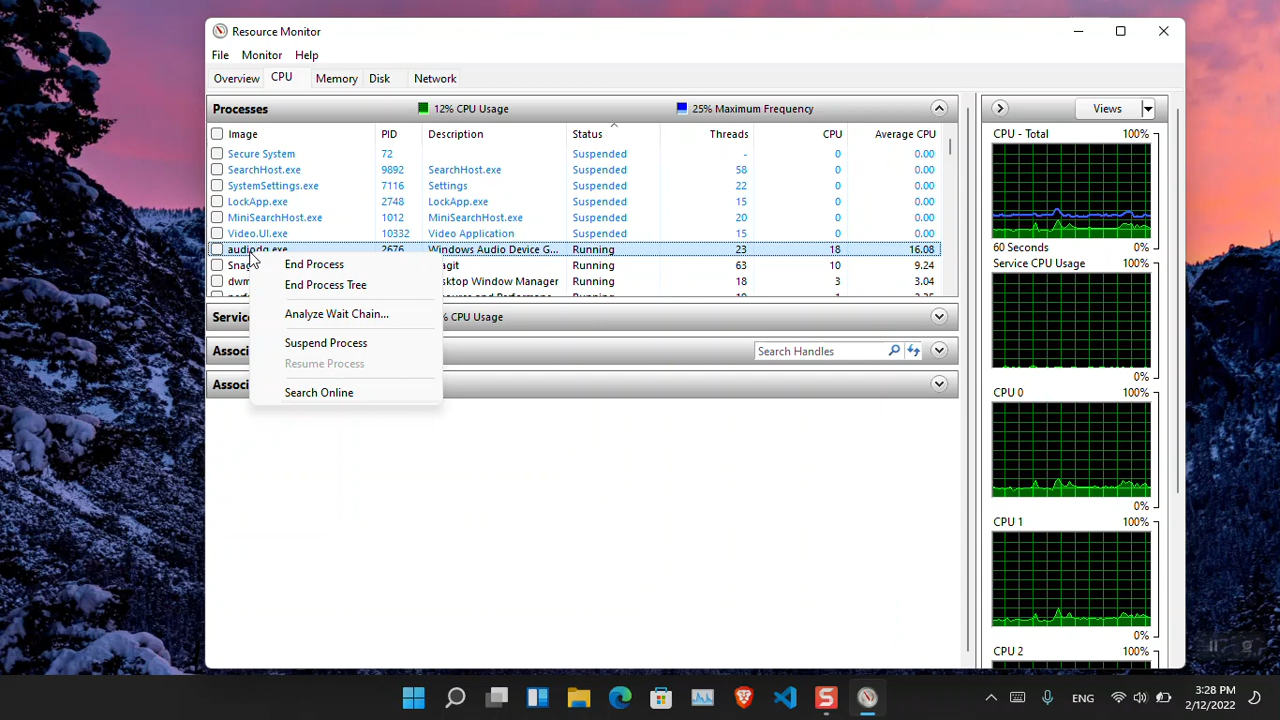 Resource Monitor
File Monitor Help
Overview CPU Memory Disk Network
Processes 12% CPU Usage 25% Maximum Frequency
Image PID Description Status Threads CPU Average CPU
Secure System 72 Suspended - 0 0.00
SearchHost.exe 9892 SearchHost.exe Suspended 58 0 0.00
SystemSettings.exe 7116 Settings Suspended 22 0 0.00
LockApp.exe 2748 LockApp.exe Suspended 15 0 0.00
MiniSearchHost.exe 1012 MiniSearchHost.exe Suspended 20 0 0.00
Video.UI.exe 10332 Video Application Suspended 15 0 0.00
audiodg.exe 2676 Windows Audio Device G... Running 23 18 16.08
Running 63 10 9.24
Window Manager Running 18 3 3.04
End Process
End Process Tree
Analyze Wait Chain...
Suspend Process
Resume Process
Search Online
CPU Usage
Search Handles
Views
CPU - Total 100%
60 Seconds 0%
Service CPU Usage 100%
0%
CPU 0 100%
0%
CPU 1 100%
0%
CPU 2 100%
ENG
3:28 PM
2/12/2022